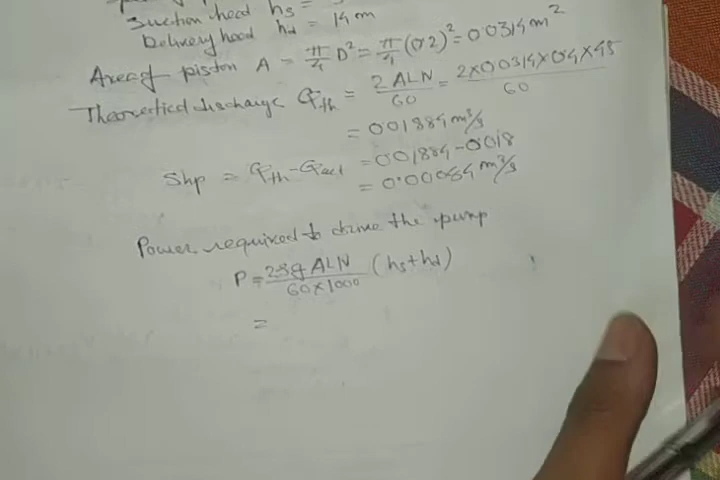 Suction head hs =
Delivery head hd = 14 m
Area of piston A = π/4 D² = π/4 (0.2)² = 0.0314 m²
Theoretical discharge Qth = 2ALN/60 = 2×0.0314×0.4×45/60
= 0.01884 m³/s
Slip = Qth - Qact = 0.01884 - 0.018
= 0.00084 m³/s
Power required to drive the pump
P = 2ρgALN/60×1000 (hs + hd)
=